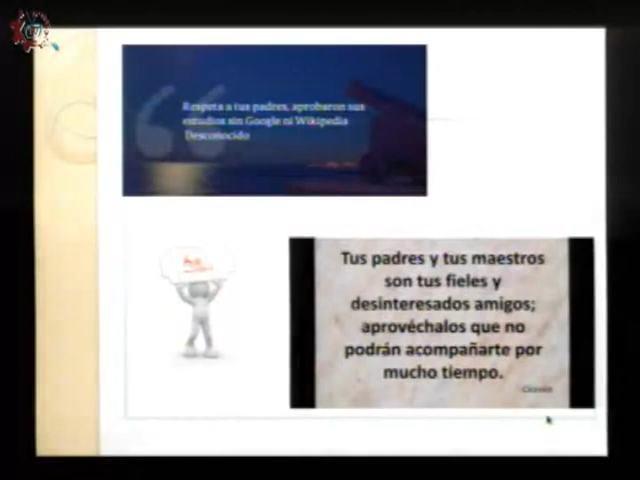 Respeta a tus padres, aprobaron sus
estudios sin Google ni Wikipedia
Desconocido
Tus padres y tus maestros
son tus fieles y
desinteresados amigos;
aprovéchalos que no
podrán acompañarte por
mucho tiempo.